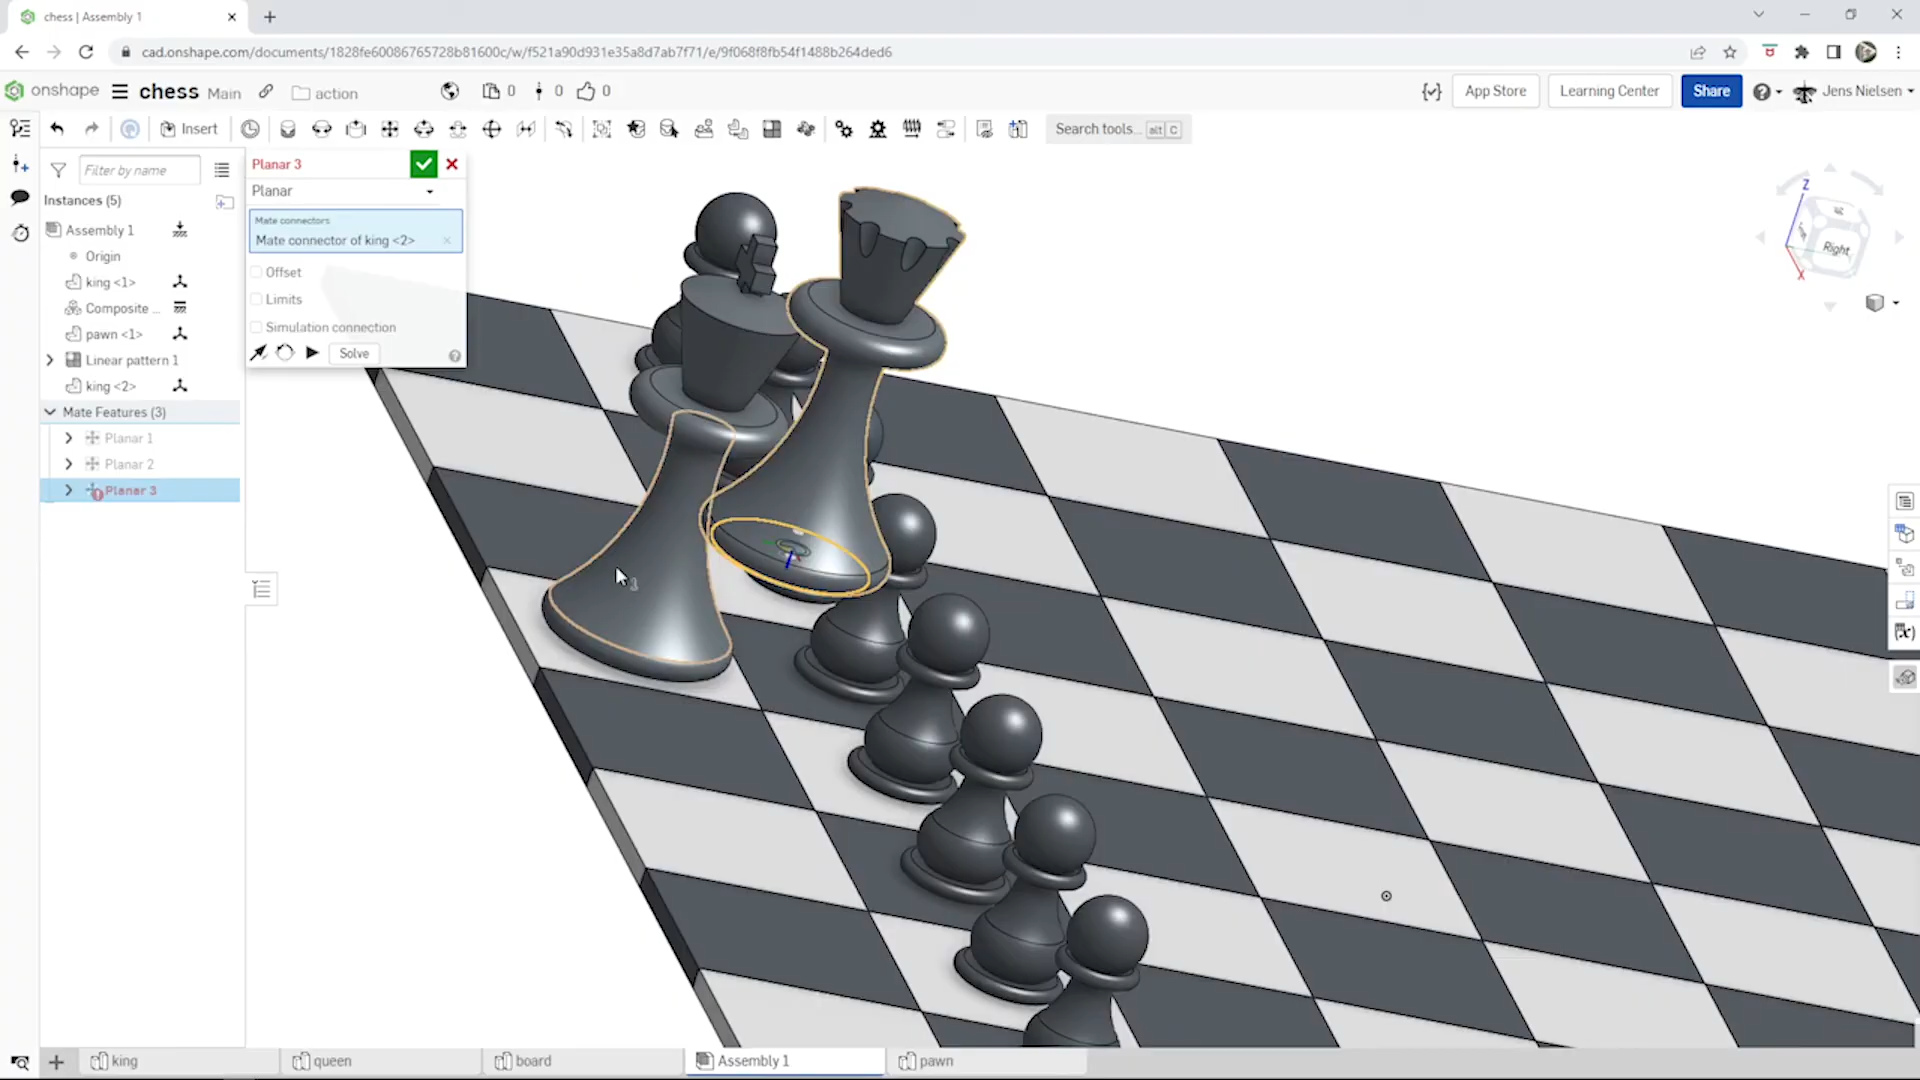 chess | Assembly 1
cad.onshape.com/documents/1828fe60086765728b81600c/w/f521a90d931e35a8d7ab7f71/e/9f068f8fb54f1488b264ded6
onshape chess Main action 0 0 0 App Store Learning Center Share Jens Nielsen
Insert Search tools... alt C
Filter by name
Instances (5)
Assembly 1
Origin
king <1>
Composite ...
pawn <1>
Linear pattern 1
king <2>
Mate Features (3)
Planar 1
Planar 2
Planar 3
Planar 3
Planar
Mate connectors
Mate connector of king <2>
Offset
Limits
Simulation connection
Solve
Z
Right
X
(x)
king queen board Assembly 1 pawn